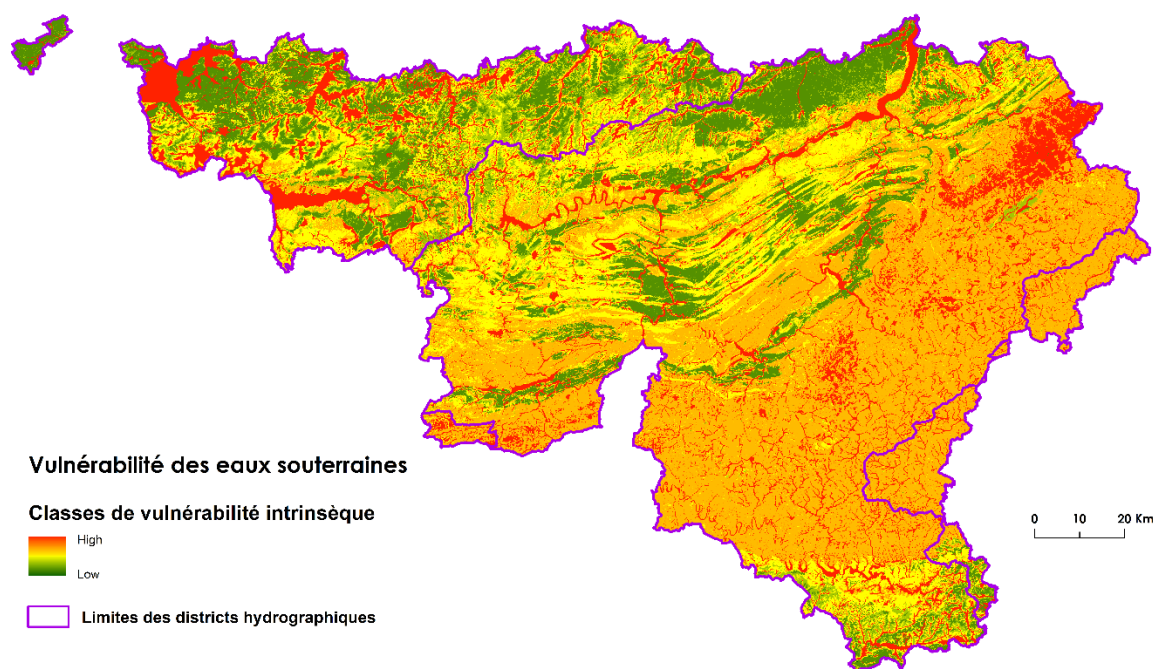 Vulnérabilité des eaux souterraines
Classes de vulnérabilité intrinsèque
High
Low
Limites des districts hydrographiques
0 10 20 Km